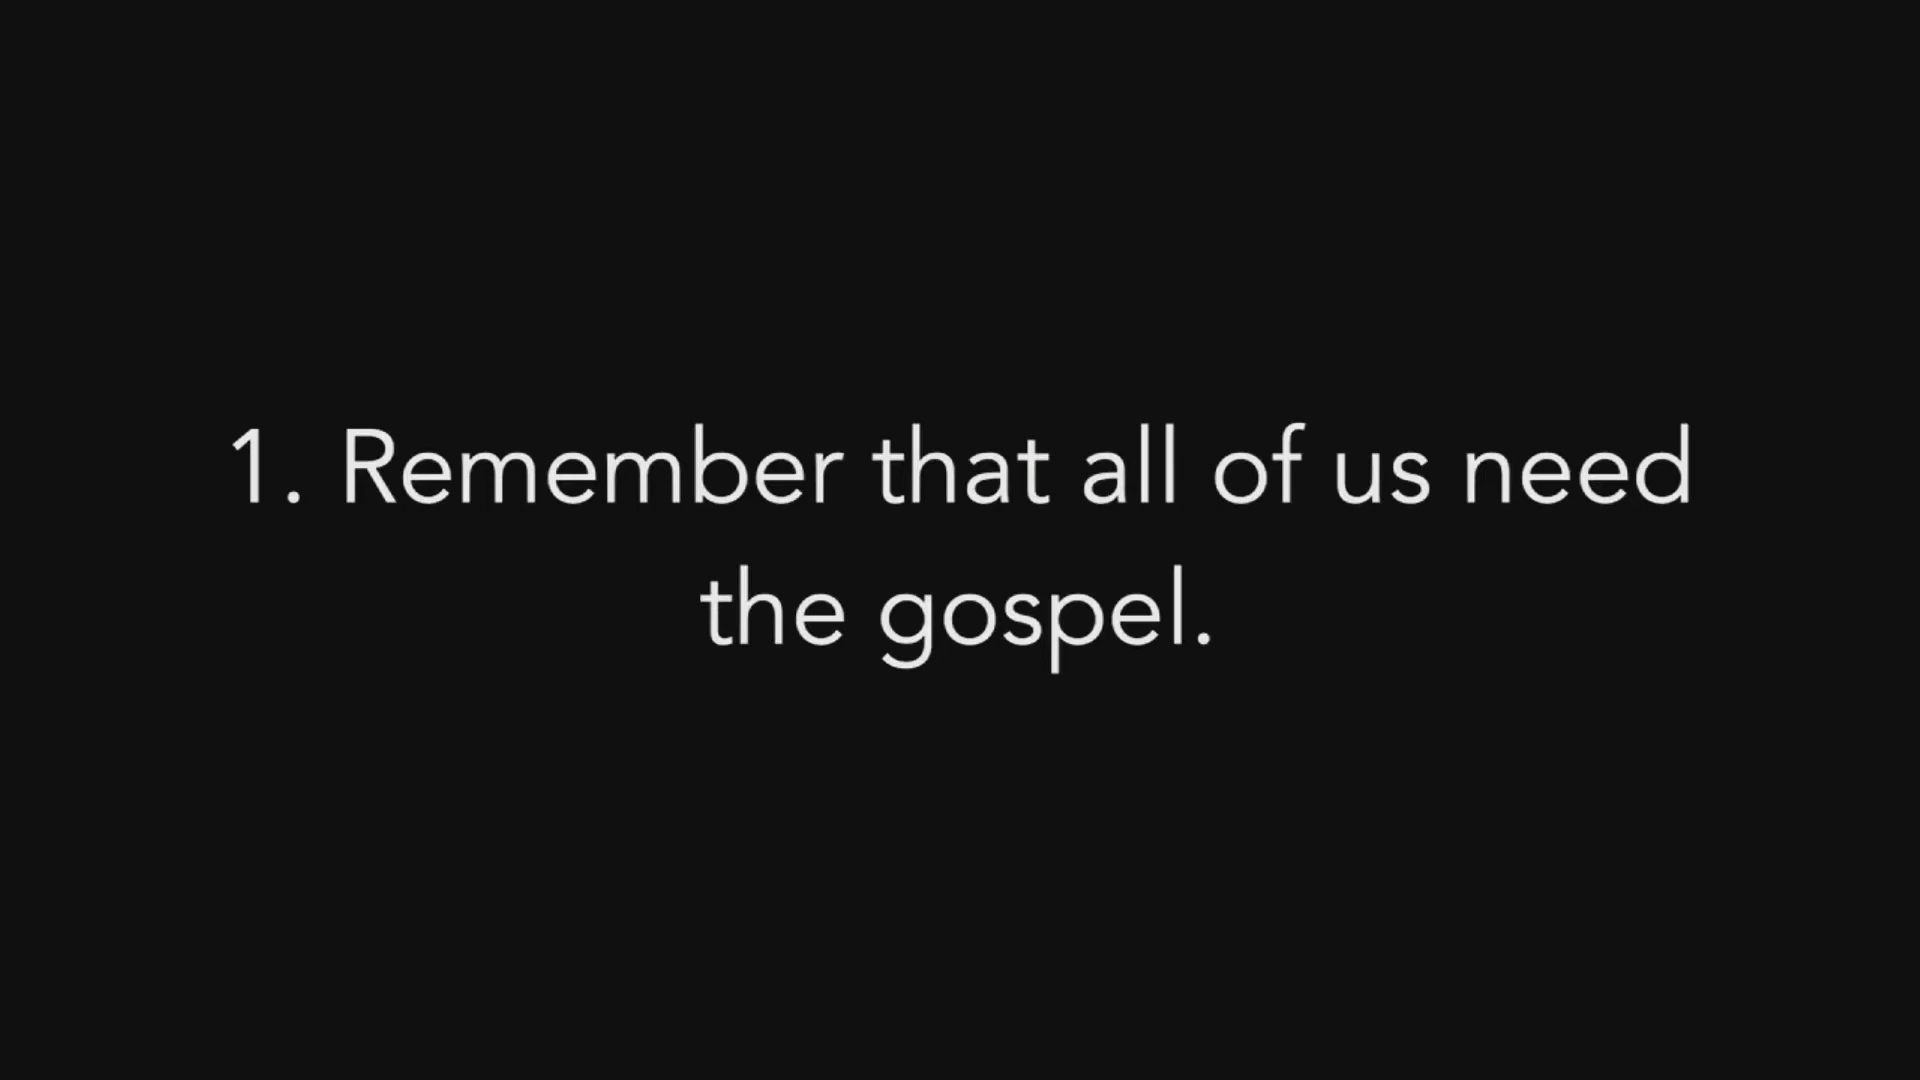 1. Remember that all of us need
the gospel.